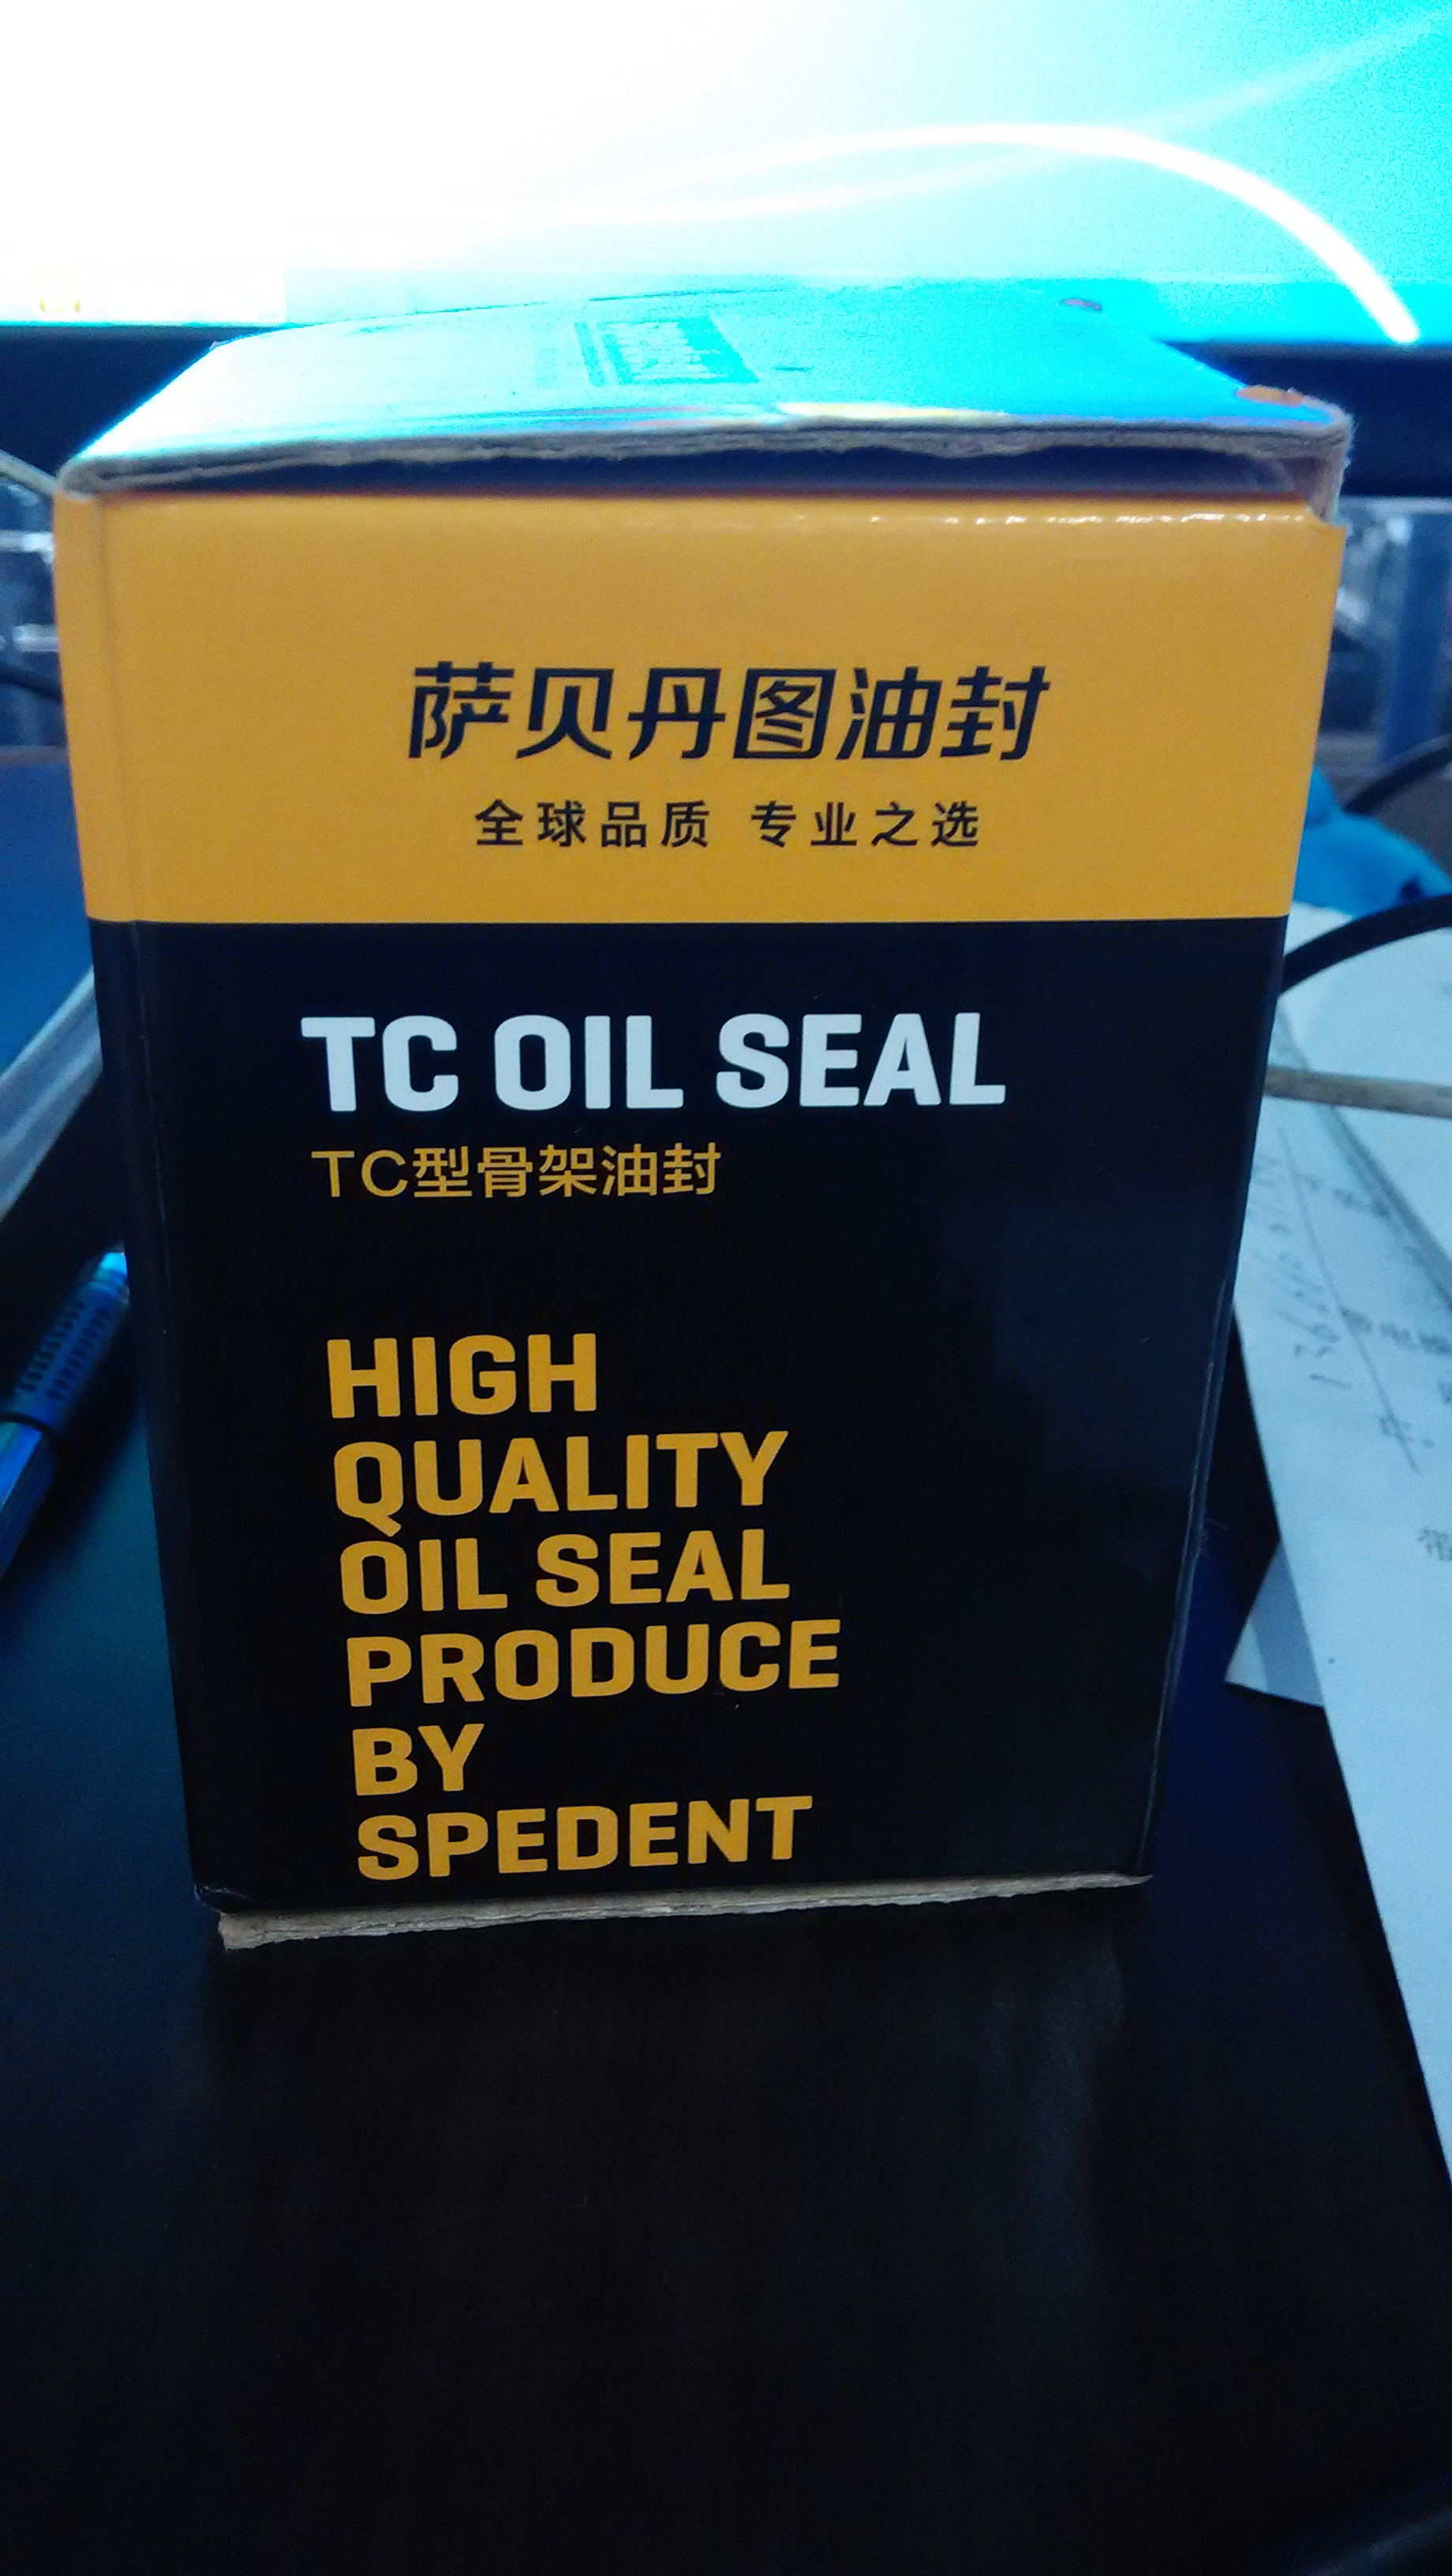 萨贝丹图油封
全球品质 专业之选
TC OIL SEAL
TC型骨架油封
HIGH
QUALITY
OIL SEAL
PRODUCE
BY
SPEDENT